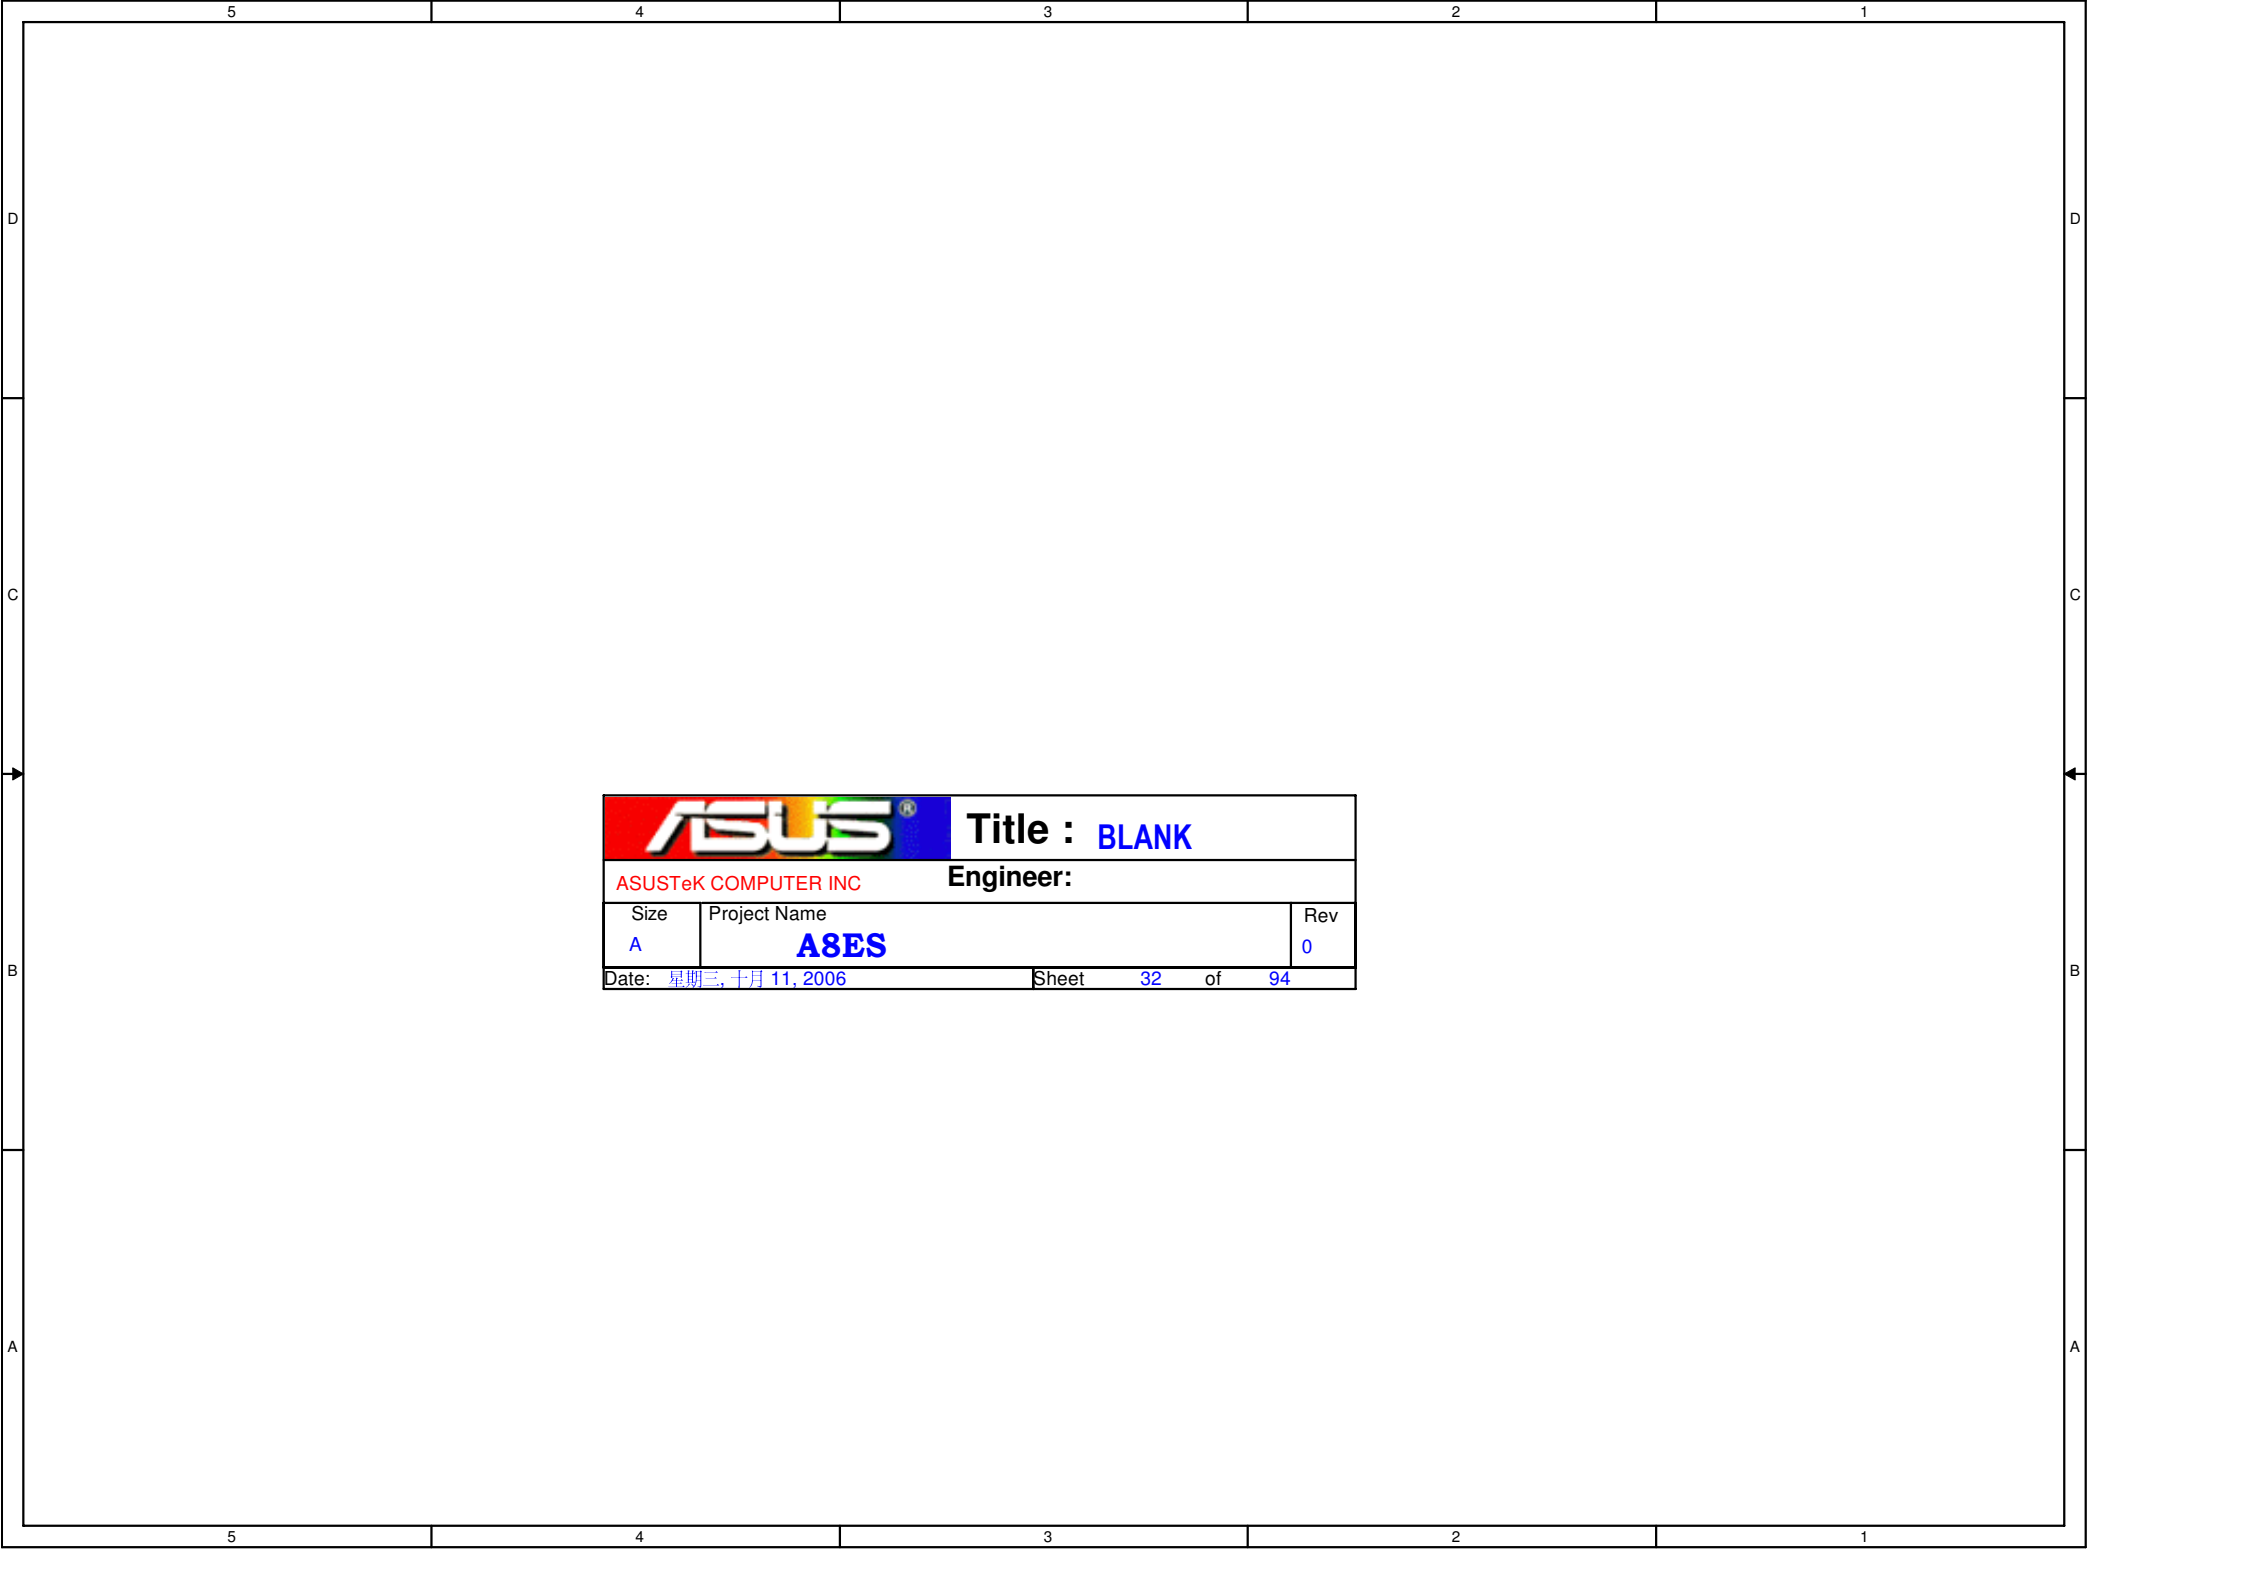 5 4 3 2 1
D D
C C
ASUS® Title : BLANK
ASUSTeK COMPUTER INC Engineer:
Size Project Name Rev
A A8ES 0
Date: 星期三, 十月 11, 2006 Sheet 32 of 94
B B
A A
5 4 3 2 1